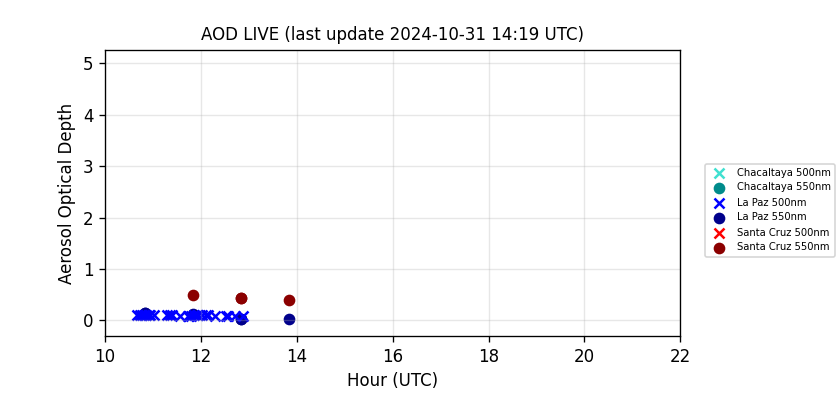 AOD LIVE (last update 2024-10-31 14:19 UTC)
5
4
3
2
1
0
Aerosol Optical Depth
10 12 14 16 18 20 22
Hour (UTC)
Chacaltaya 500nm
Chacaltaya 550nm
La Paz 500nm
La Paz 550nm
Santa Cruz 500nm
Santa Cruz 550nm